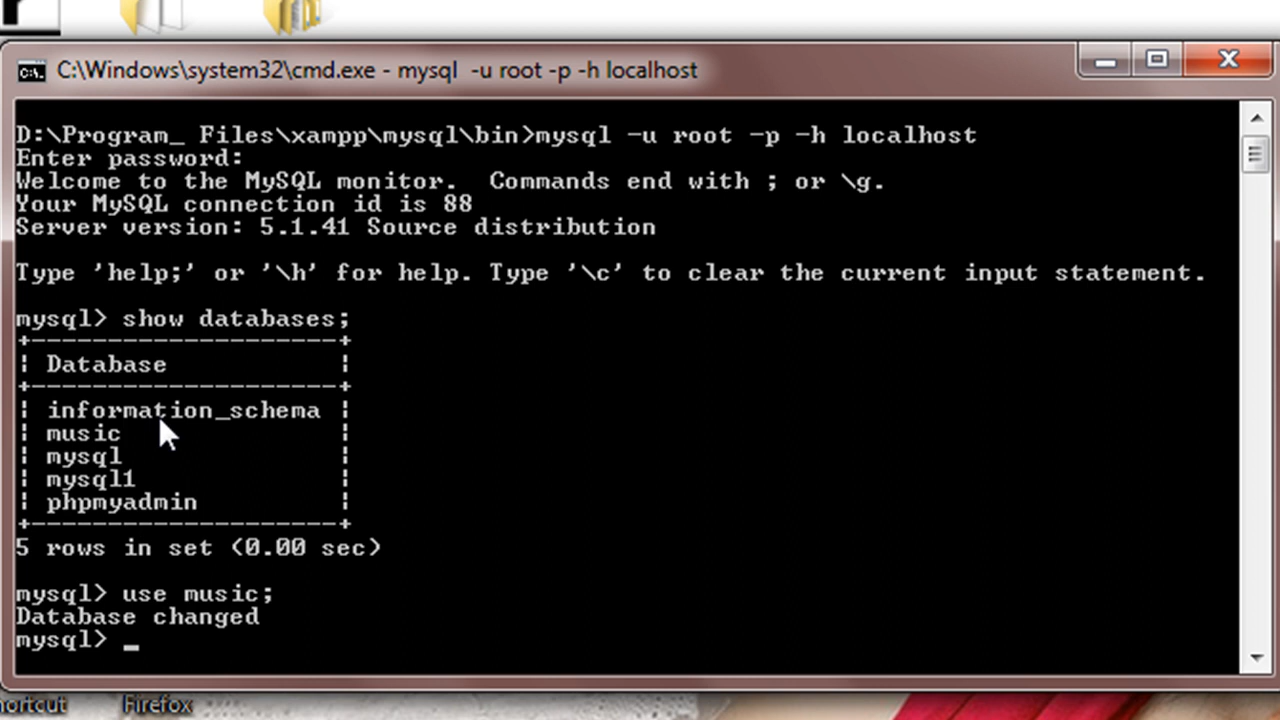 C:\Windows\system32\cmd.exe - mysql  -u root -p -h localhost
D:\Program_ Files\xampp\mysql\bin>mysql -u root -p -h localhost
Enter password:
Welcome to the MySQL monitor.  Commands end with ; or \g.
Your MySQL connection id is 88
Server version: 5.1.41 Source distribution
Type 'help;' or '\h' for help. Type '\c' to clear the current input statement.
mysql> show databases;
+--------------------+
| Database           |
+--------------------+
| information_schema |
| music              |
| mysql              |
| mysql1             |
| phpmyadmin         |
+--------------------+
5 rows in set (0.00 sec)
mysql> use music;
Database changed
mysql> _
ortcut Firefox